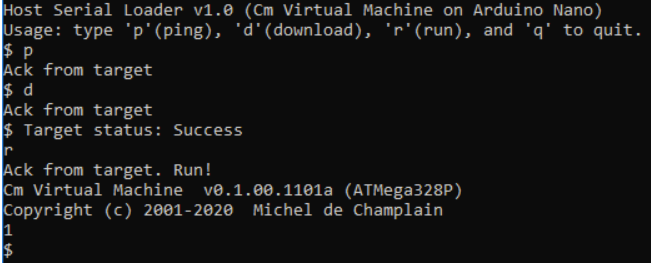 Host Serial Loader v1.0 (Cm Virtual Machine on Arduino Nano)
Usage: type 'p'(ping), 'd'(download), 'r'(run), and 'q' to quit.
$ p
Ack from target
$ d
Ack from target
$ Target status: Success
r
Ack from target. Run!
Cm Virtual Machine  v0.1.00.1101a (ATMega328P)
Copyright (c) 2001-2020  Michel de Champlain
1
$